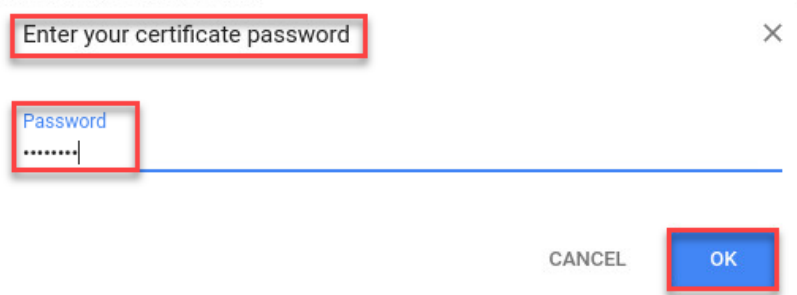 Enter your certificate password
Password
••••••••
CANCEL
OK